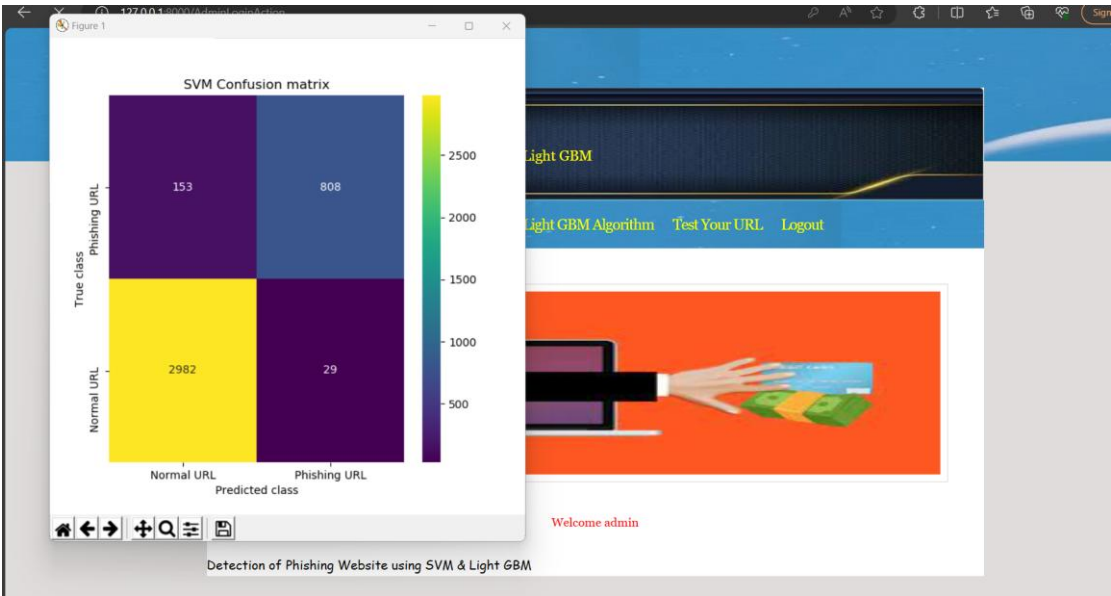 127.0.0.1:8000/AdminLoginAction
Sign
Figure 1
SVM Confusion matrix
153
808
2982
29
Phishing URL
Normal URL
True class
Normal URL
Phishing URL
Predicted class
2500
2000
1500
1000
500
Light GBM
Light GBM Algorithm Test Your URL Logout
Welcome admin
Detection of Phishing Website using SVM & Light GBM